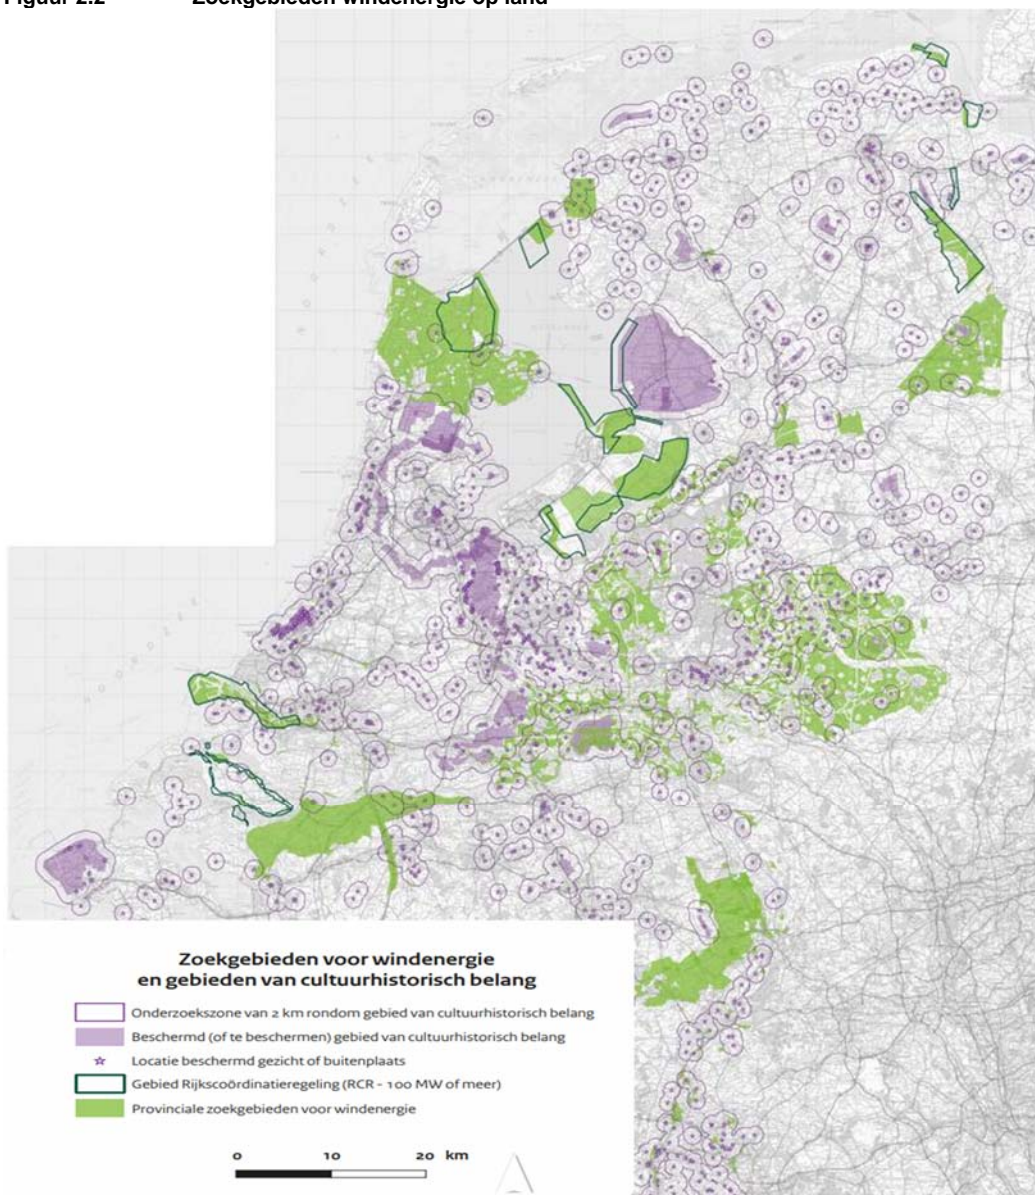 Figuur 2.2 Zoekgebieden windenergie op land
Zoekgebieden voor windenergie
en gebieden van cultuurhistorisch belang
Onderzoekszone van 2 km rondom gebied van cultuurhistorisch belang
Beschermd (of te beschermen) gebied van cultuurhistorisch belang
Locatie beschermd gezicht of buitenplaats
Gebied Rijkscoördinatieregeling (RCR - 100 MW of meer)
Provinciale zoekgebieden voor windenergie
0 10 20 km